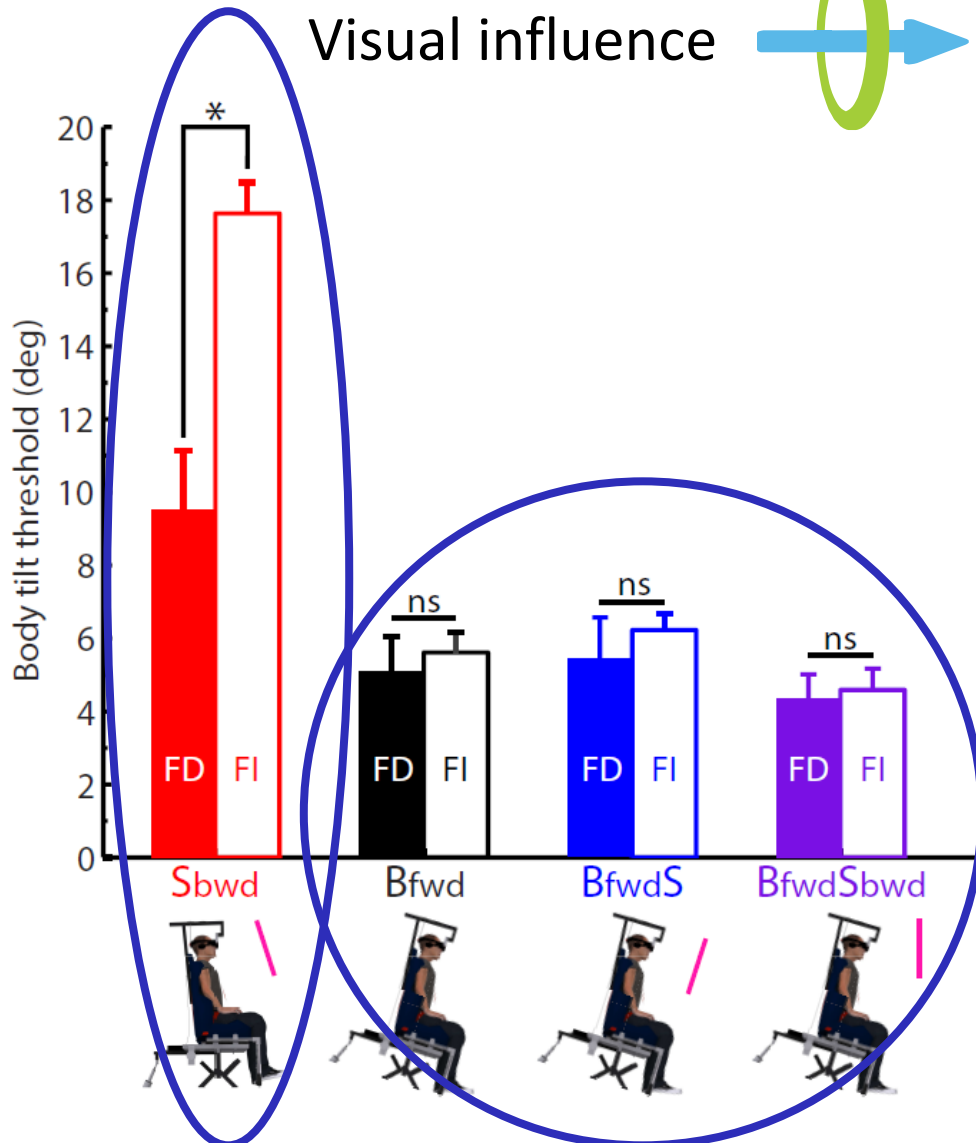 Visual influence
*
20
18
16
14
12
10
8
6
4
2
0
Body tilt threshold (deg)
ns
ns
ns
FD FI
FD FI
FD FI
FD FI
Sbwd
Bfwd
BfwdS
BfwdSbwd